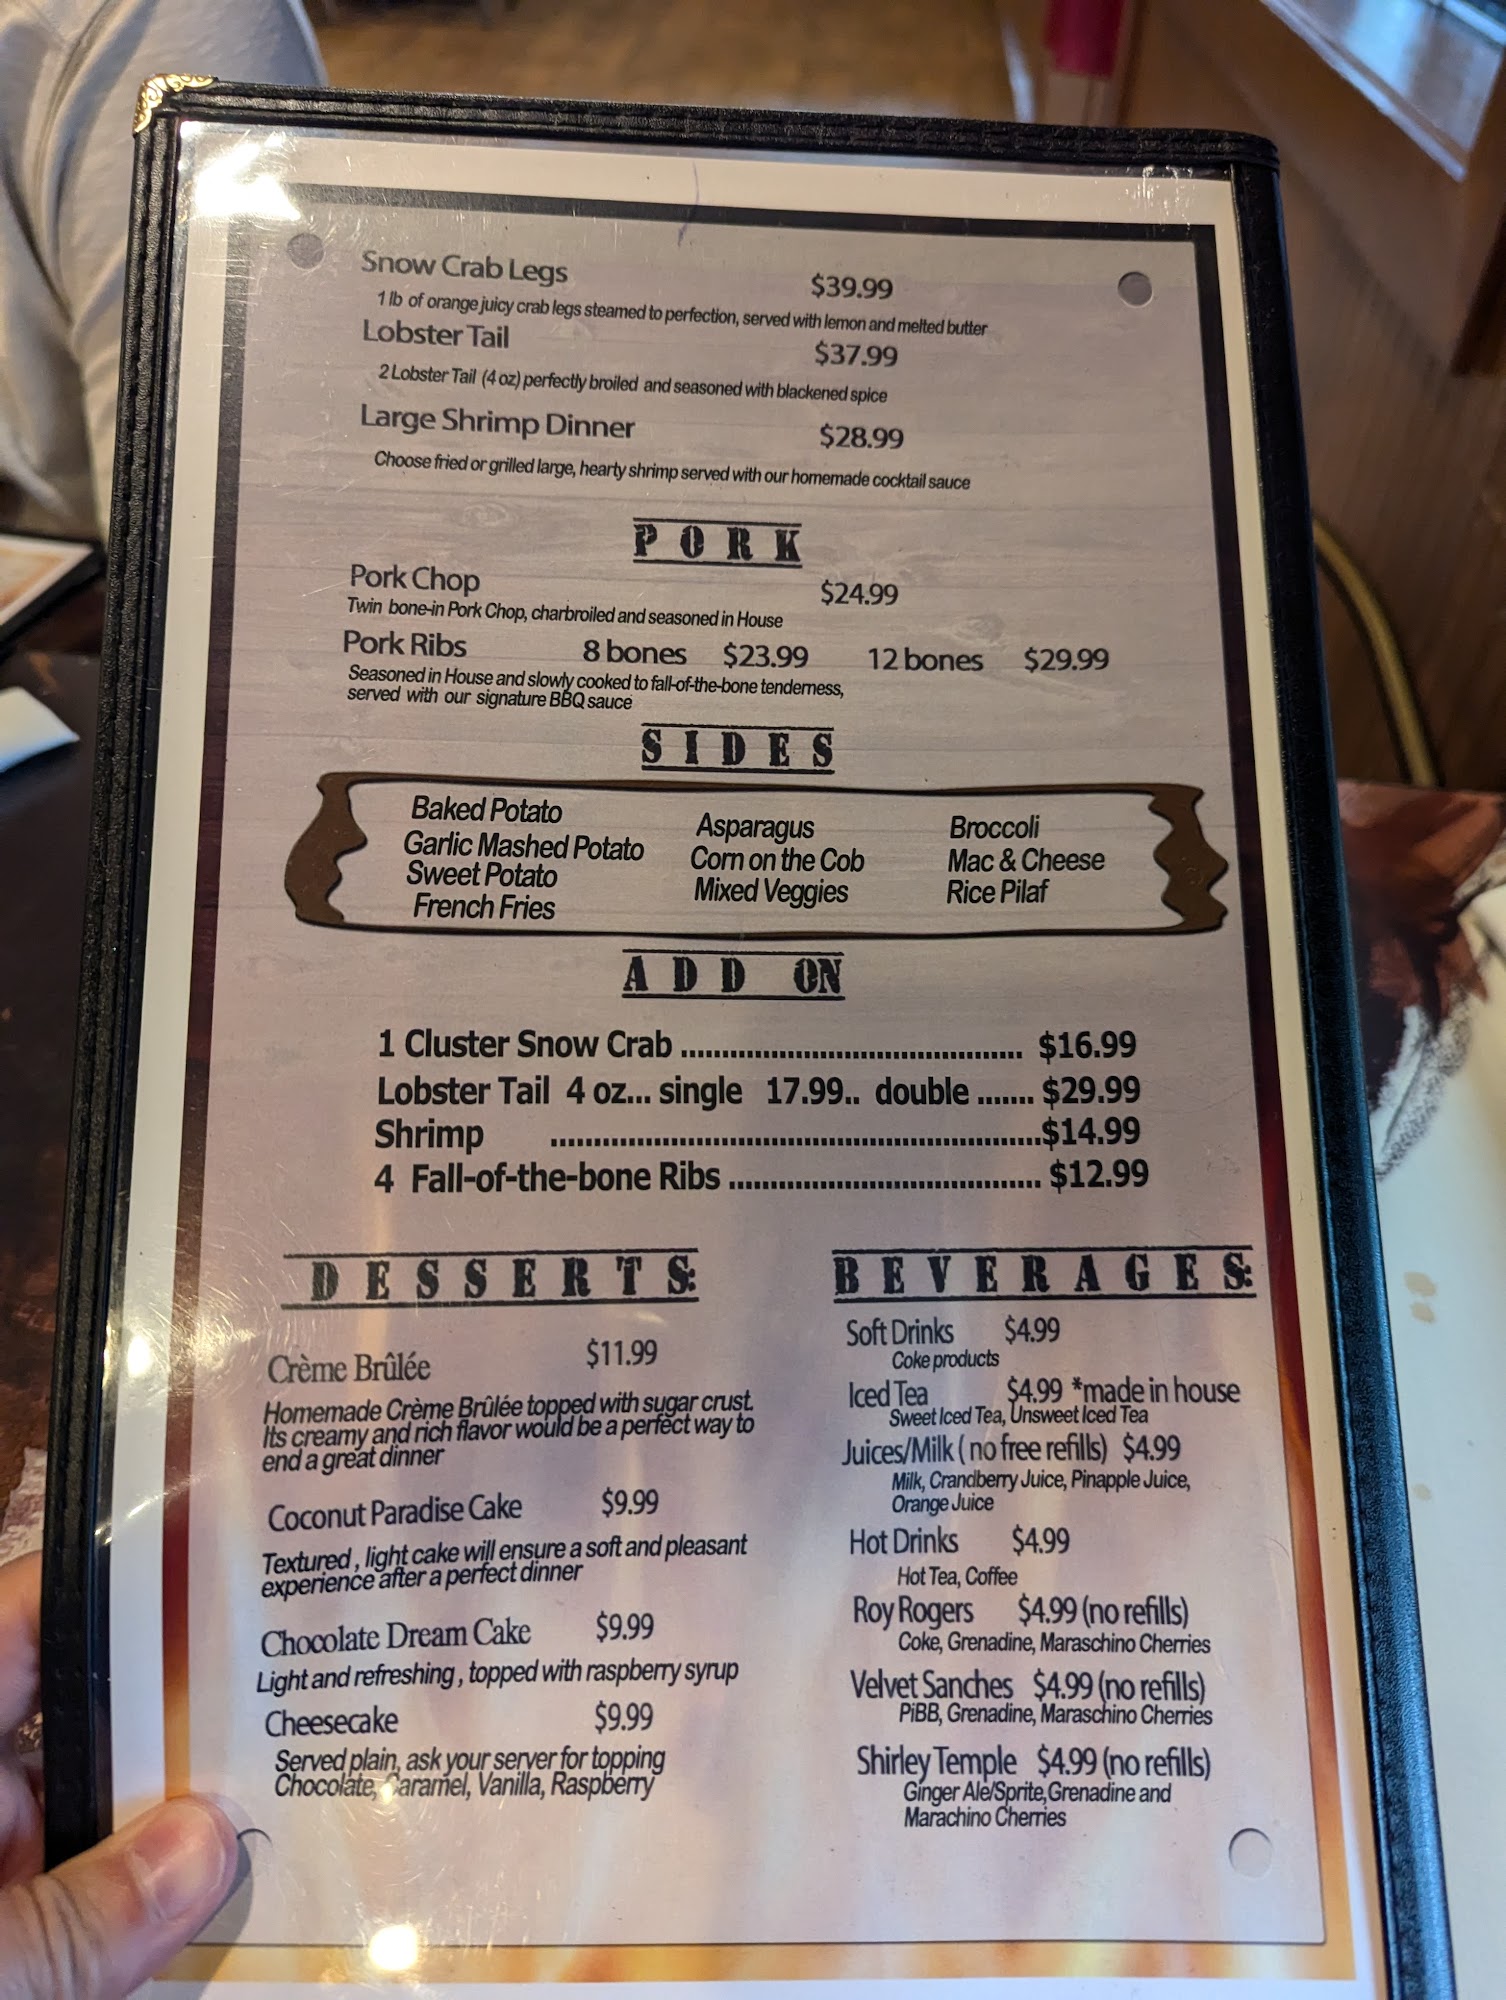 Snow Crab Legs $39.99
1 lb of orange juicy crab legs steamed to perfection, served with lemon and melted butter
Lobster Tail $37.99
2 Lobster Tail (4 oz) perfectly broiled and seasoned with blackened spice
Large Shrimp Dinner $28.99
Choose fried or grilled large, hearty shrimp served with our homemade cocktail sauce
PORK
Pork Chop $24.99
Twin bone-in Pork Chop, charbroiled and seasoned in House
Pork Ribs 8 bones $23.99 12 bones $29.99
Seasoned in House and slowly cooked to fall-of-the-bone tenderness,
served with our signature BBQ sauce
SIDES
Baked Potato
Garlic Mashed Potato
Sweet Potato
French Fries
Asparagus
Corn on the Cob
Mixed Veggies
Broccoli
Mac & Cheese
Rice Pilaf
ADD ON
1 Cluster Snow Crab .......................................... $16.99
Lobster Tail 4 oz... single 17.99.. double ....... $29.99
Shrimp ............................................................$14.99
4 Fall-of-the-bone Ribs ...................................... $12.99
DESSERTS:
Crème Brûlée $11.99
Homemade Crème Brûlée topped with sugar crust.
Its creamy and rich flavor would be a perfect way to
end a great dinner
Coconut Paradise Cake $9.99
Textured , light cake will ensure a soft and pleasant
experience after a perfect dinner
Chocolate Dream Cake $9.99
Light and refreshing , topped with raspberry syrup
Cheesecake $9.99
Served plain, ask your server for topping
Chocolate, Caramel, Vanilla, Raspberry
BEVERAGES:
Soft Drinks $4.99
Coke products
Iced Tea $4.99 *made in house
Sweet Iced Tea, Unsweet Iced Tea
Juices/Milk ( no free refills) $4.99
Milk, Crandberry Juice, Pinapple Juice,
Orange Juice
Hot Drinks $4.99
Hot Tea, Coffee
Roy Rogers $4.99 (no refills)
Coke, Grenadine, Maraschino Cherries
Velvet Sanches $4.99 (no refills)
PiBB, Grenadine, Maraschino Cherries
Shirley Temple $4.99 (no refills)
Ginger Ale/Sprite,Grenadine and
Marachino Cherries